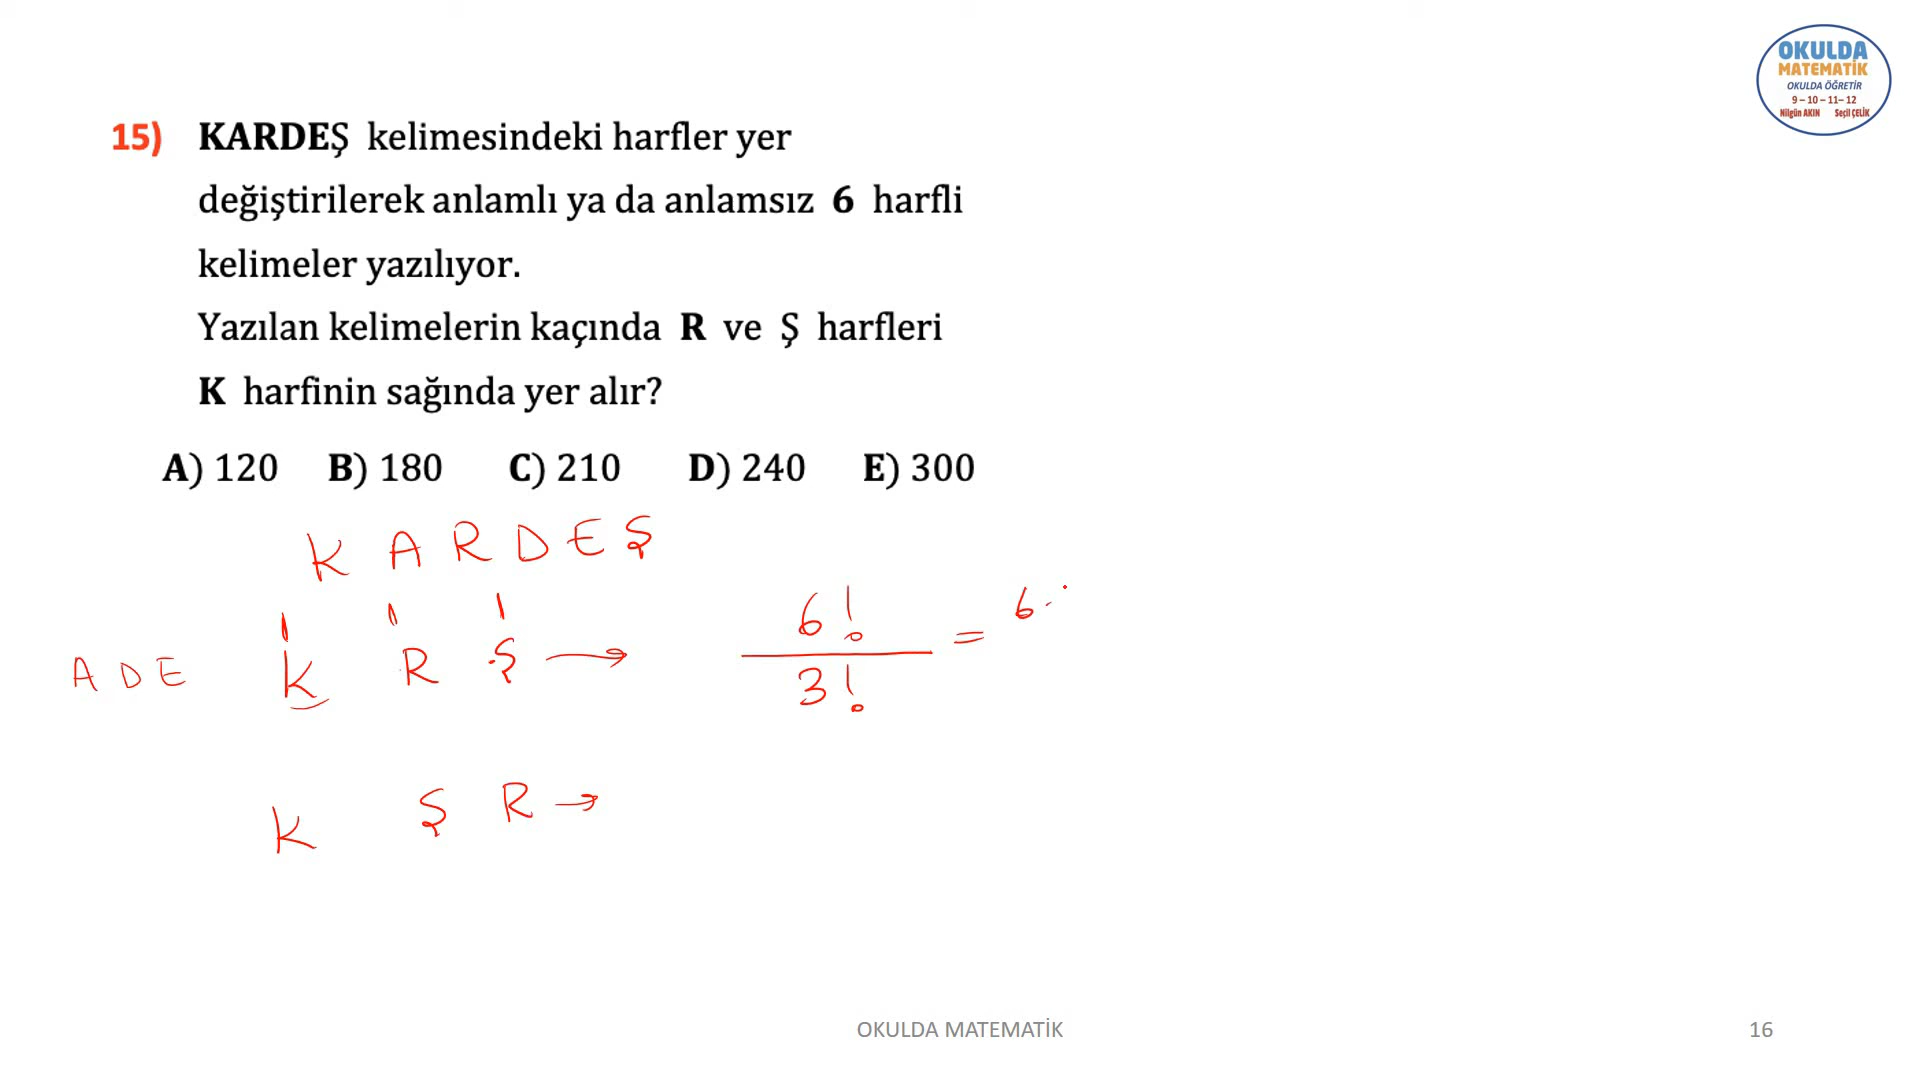 OKULDA
MATEMATİK
OKULDA ÖĞRETİR
9 – 10 – 11– 12
Nilgün AKIN Seçil ÇELİK
15) KARDEŞ kelimesindeki harfler yer
değiştirilerek anlamlı ya da anlamsız 6 harfli
kelimeler yazılıyor.
Yazılan kelimelerin kaçında R ve Ş harfleri
K harfinin sağında yer alır?
A) 120 B) 180 C) 210 D) 240 E) 300
K A R D E Ş
A D E K R Ş → 6! / 3! = 6.
K Ş R →
OKULDA MATEMATİK 16